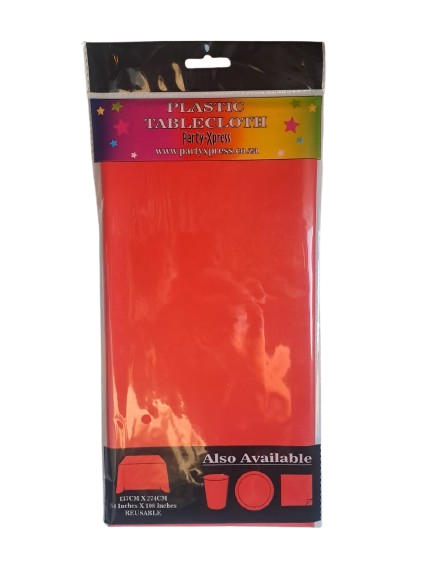 PLASTIC
TABLECLOTH
Party-Xpress
www.partyxpress.co.za
Also Available
137CM X 274CM
54 Inches X 108 Inches
REUSABLE